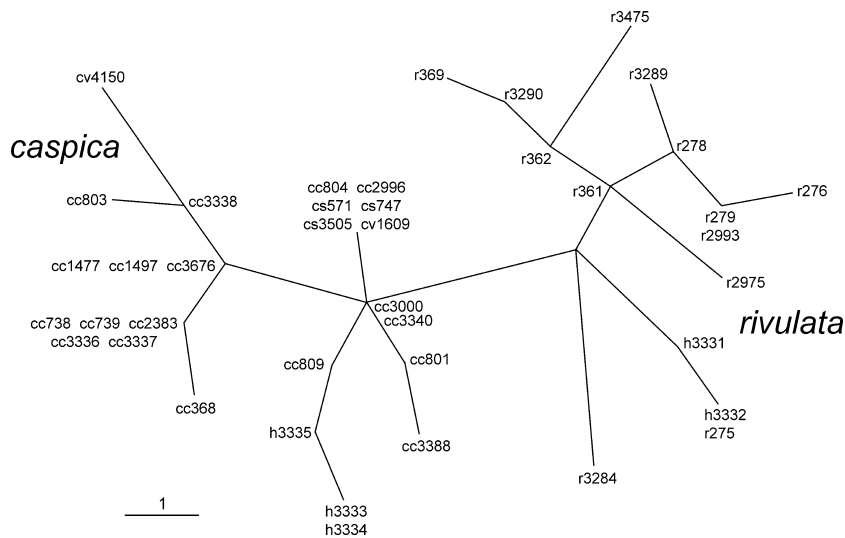 r3475
cv4150
r369
r3289
r3290
caspica
r278
r362
cc804 cc2996
r361
r276
cc803
cc3338
cs571 cs747
r279
cs3505 cv1609
r2993
cc1477 cc1497 cc3676
r2975
cc3000
cc738 cc739 cc2383
cc3340
rivulata
cc3336 cc3337
h3331
cc809
cc801
cc368
h3332
h3335
r275
cc3388
r3284
1
h3333
h3334